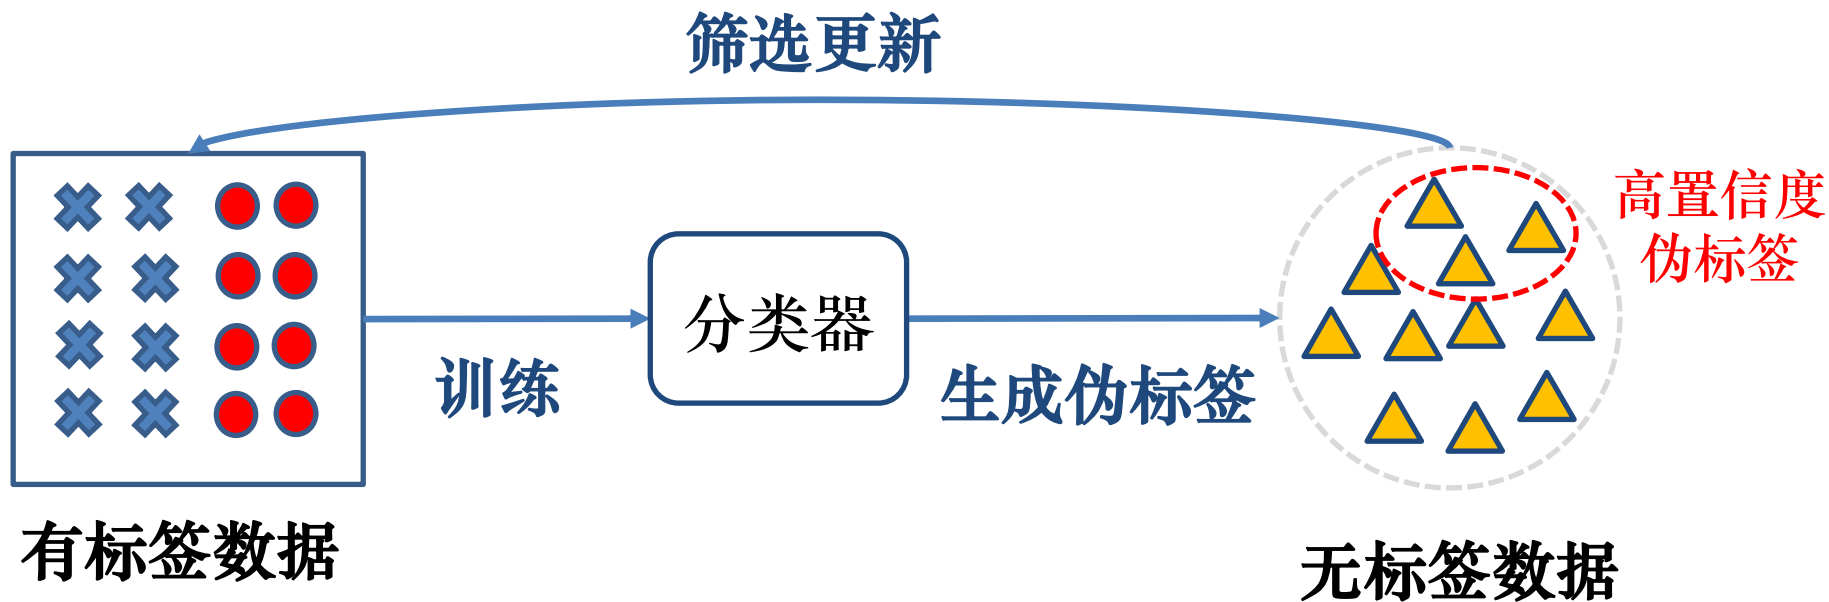 筛选更新
高置信度
伪标签
分类器
训练
生成伪标签
有标签数据
无标签数据